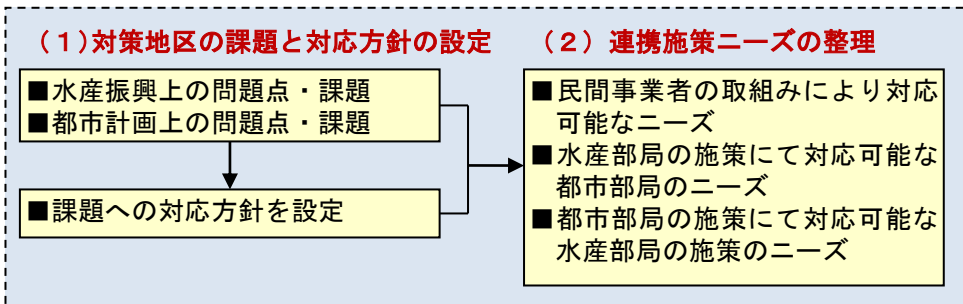 (1)対策地区の課題と対応方針の設定
■水産振興上の問題点・課題
■都市計画上の問題点・課題
■課題への対応方針を設定
(2)連携施策ニーズの整理
■民間事業者の取組みにより対応
可能なニーズ
■水産部局の施策にて対応可能な
都市部局のニーズ
■都市部局の施策にて対応可能な
水産部局の施策のニーズ